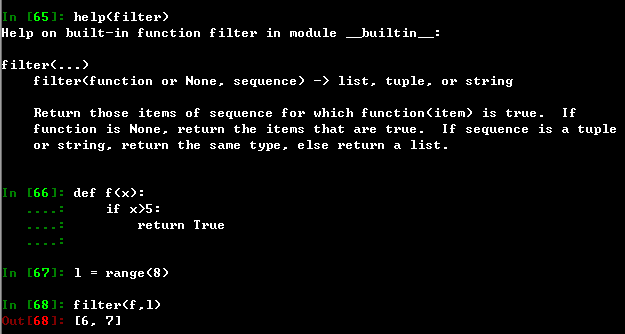 In [65]: help(filter)
Help on built-in function filter in module __builtin__:
filter(...)
    filter(function or None, sequence) -> list, tuple, or string
    Return those items of sequence for which function(item) is true.  If
    function is None, return the items that are true.  If sequence is a tuple
    or string, return the same type, else return a list.
In [66]: def f(x):
   ....:     if x>5:
   ....:         return True
   ....:
In [67]: l = range(8)
In [68]: filter(f,l)
Out[68]: [6, 7]